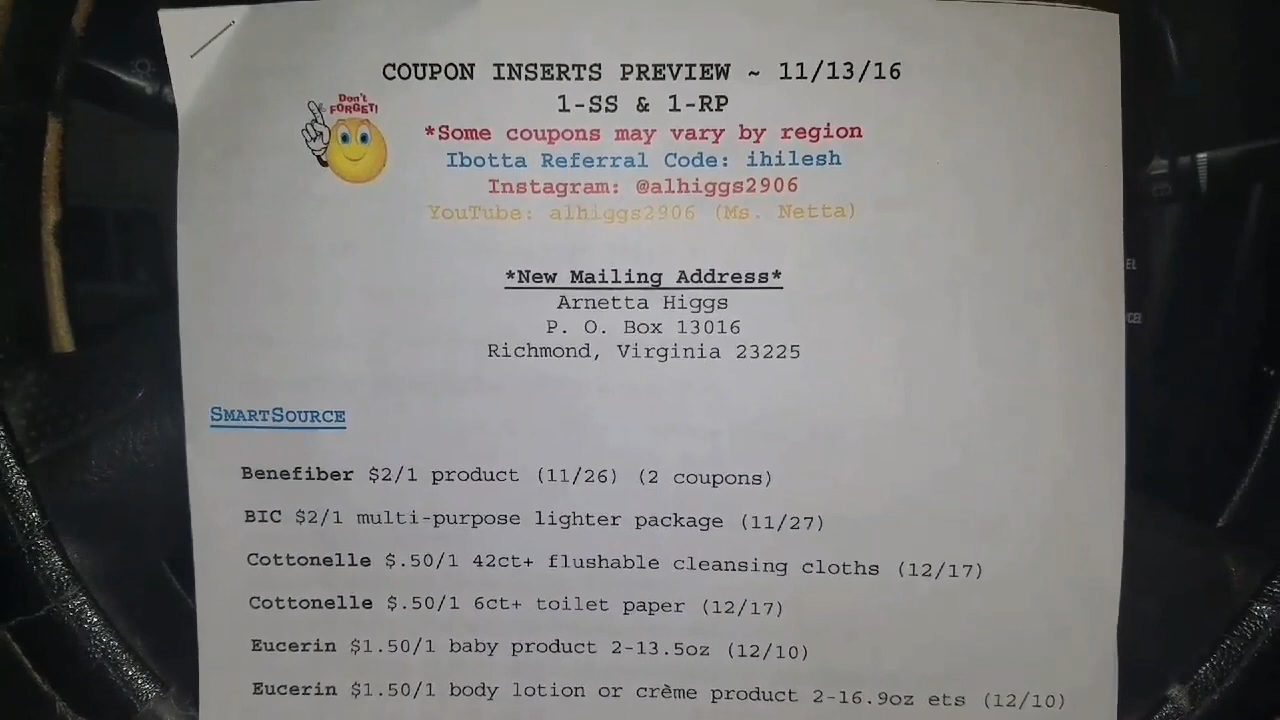 COUPON INSERTS PREVIEW ~ 11/13/16
Don't
FORGET!
1-SS & 1-RP
*Some coupons may vary by region
Ibotta Referral Code: ihilesh
Instagram: @alhiggs2906
YouTube: alhiggs2906 (Ms. Netta)
*New Mailing Address*
Arnetta Higgs
P. O. Box 13016
Richmond, Virginia 23225
SMARTSOURCE
Benefiber $2/1 product (11/26) (2 coupons)
BIC $2/1 multi-purpose lighter package (11/27)
Cottonelle $.50/1 42ct+ flushable cleansing cloths (12/17)
Cottonelle $.50/1 6ct+ toilet paper (12/17)
Eucerin $1.50/1 baby product 2-13.5oz (12/10)
Eucerin $1.50/1 body lotion or crème product 2-16.9oz ets (12/10)